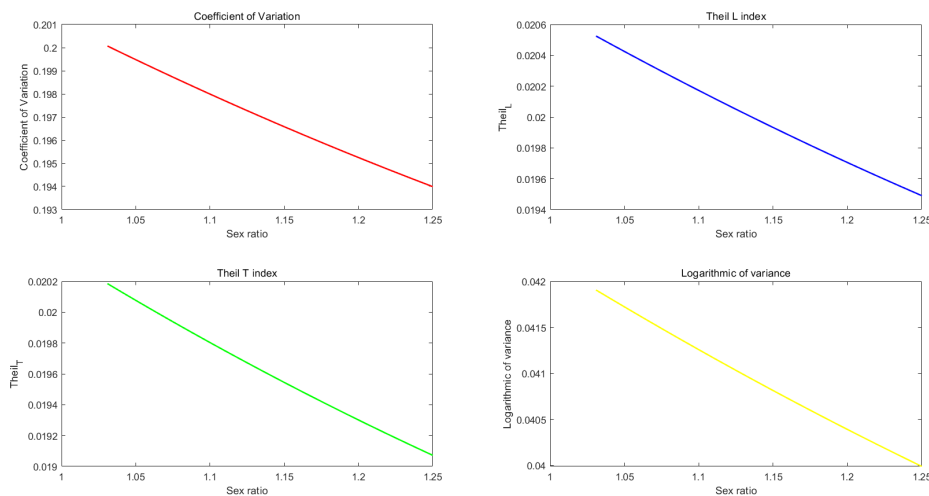 Coefficient of Variation
0.201
0.2
0.199
0.198
0.197
0.196
0.195
0.194
0.193
Coefficient of Variation
1 1.05 1.1 1.15 1.2 1.25
Sex ratio
Theil L index
0.0206
0.0204
0.0202
0.02
0.0198
0.0196
0.0194
Theil_L
1 1.05 1.1 1.15 1.2 1.25
Sex ratio
Theil T index
0.0202
0.02
0.0198
0.0196
0.0194
0.0192
0.019
Theil_T
1 1.05 1.1 1.15 1.2 1.25
Sex ratio
Logarithmic of variance
0.042
0.0415
0.041
0.0405
0.04
Logarithmic of variance
1 1.05 1.1 1.15 1.2 1.25
Sex ratio